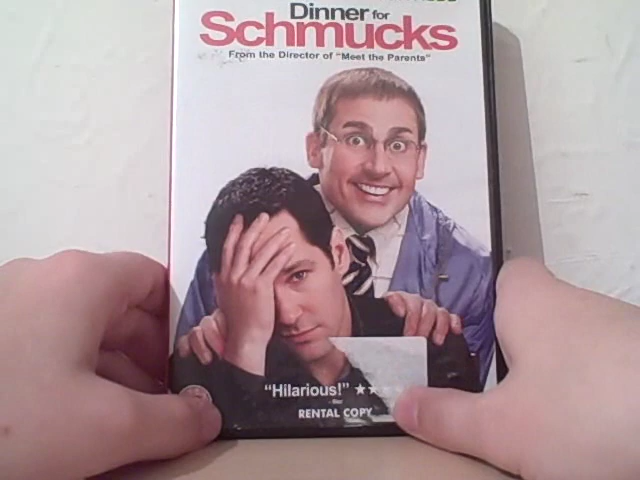 Dinner for
Schmucks
From the Director of "Meet the Parents"
"Hilarious!" ★★
RENTAL COPY